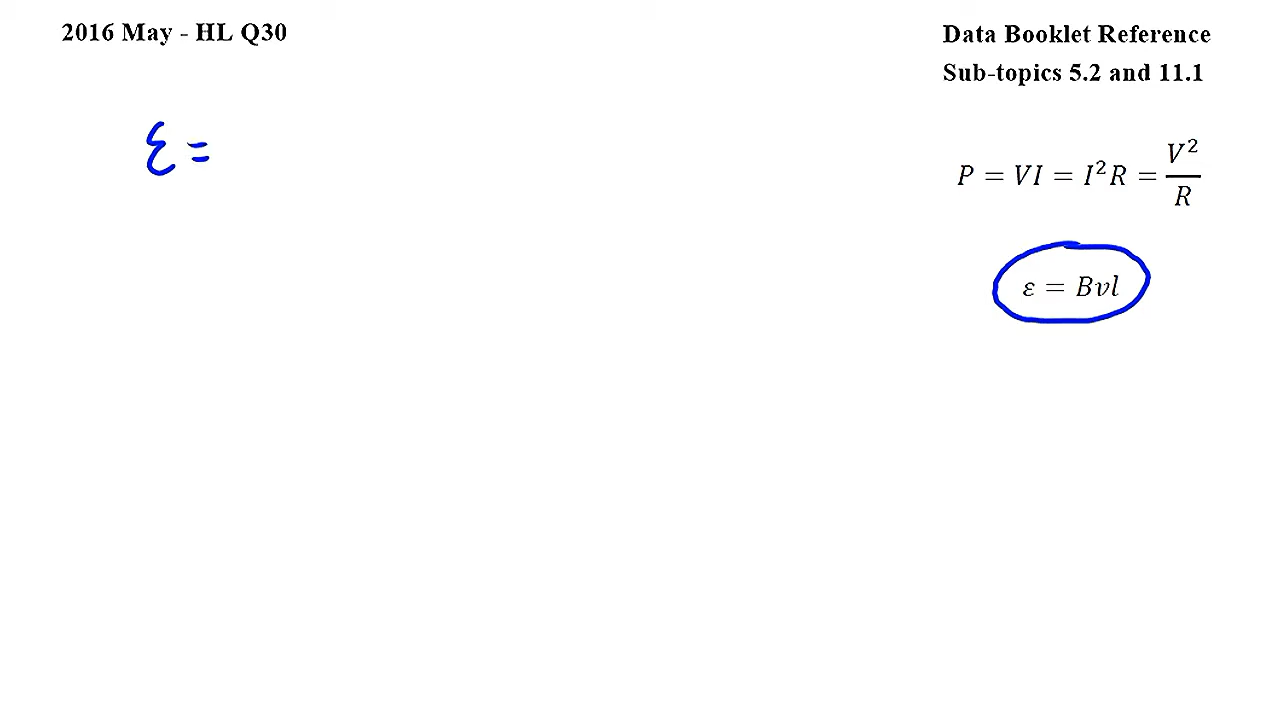 2016 May - HL Q30
Data Booklet Reference
Sub-topics 5.2 and 11.1
ε =
P = VI = I²R = V²/R
ε = Bvl